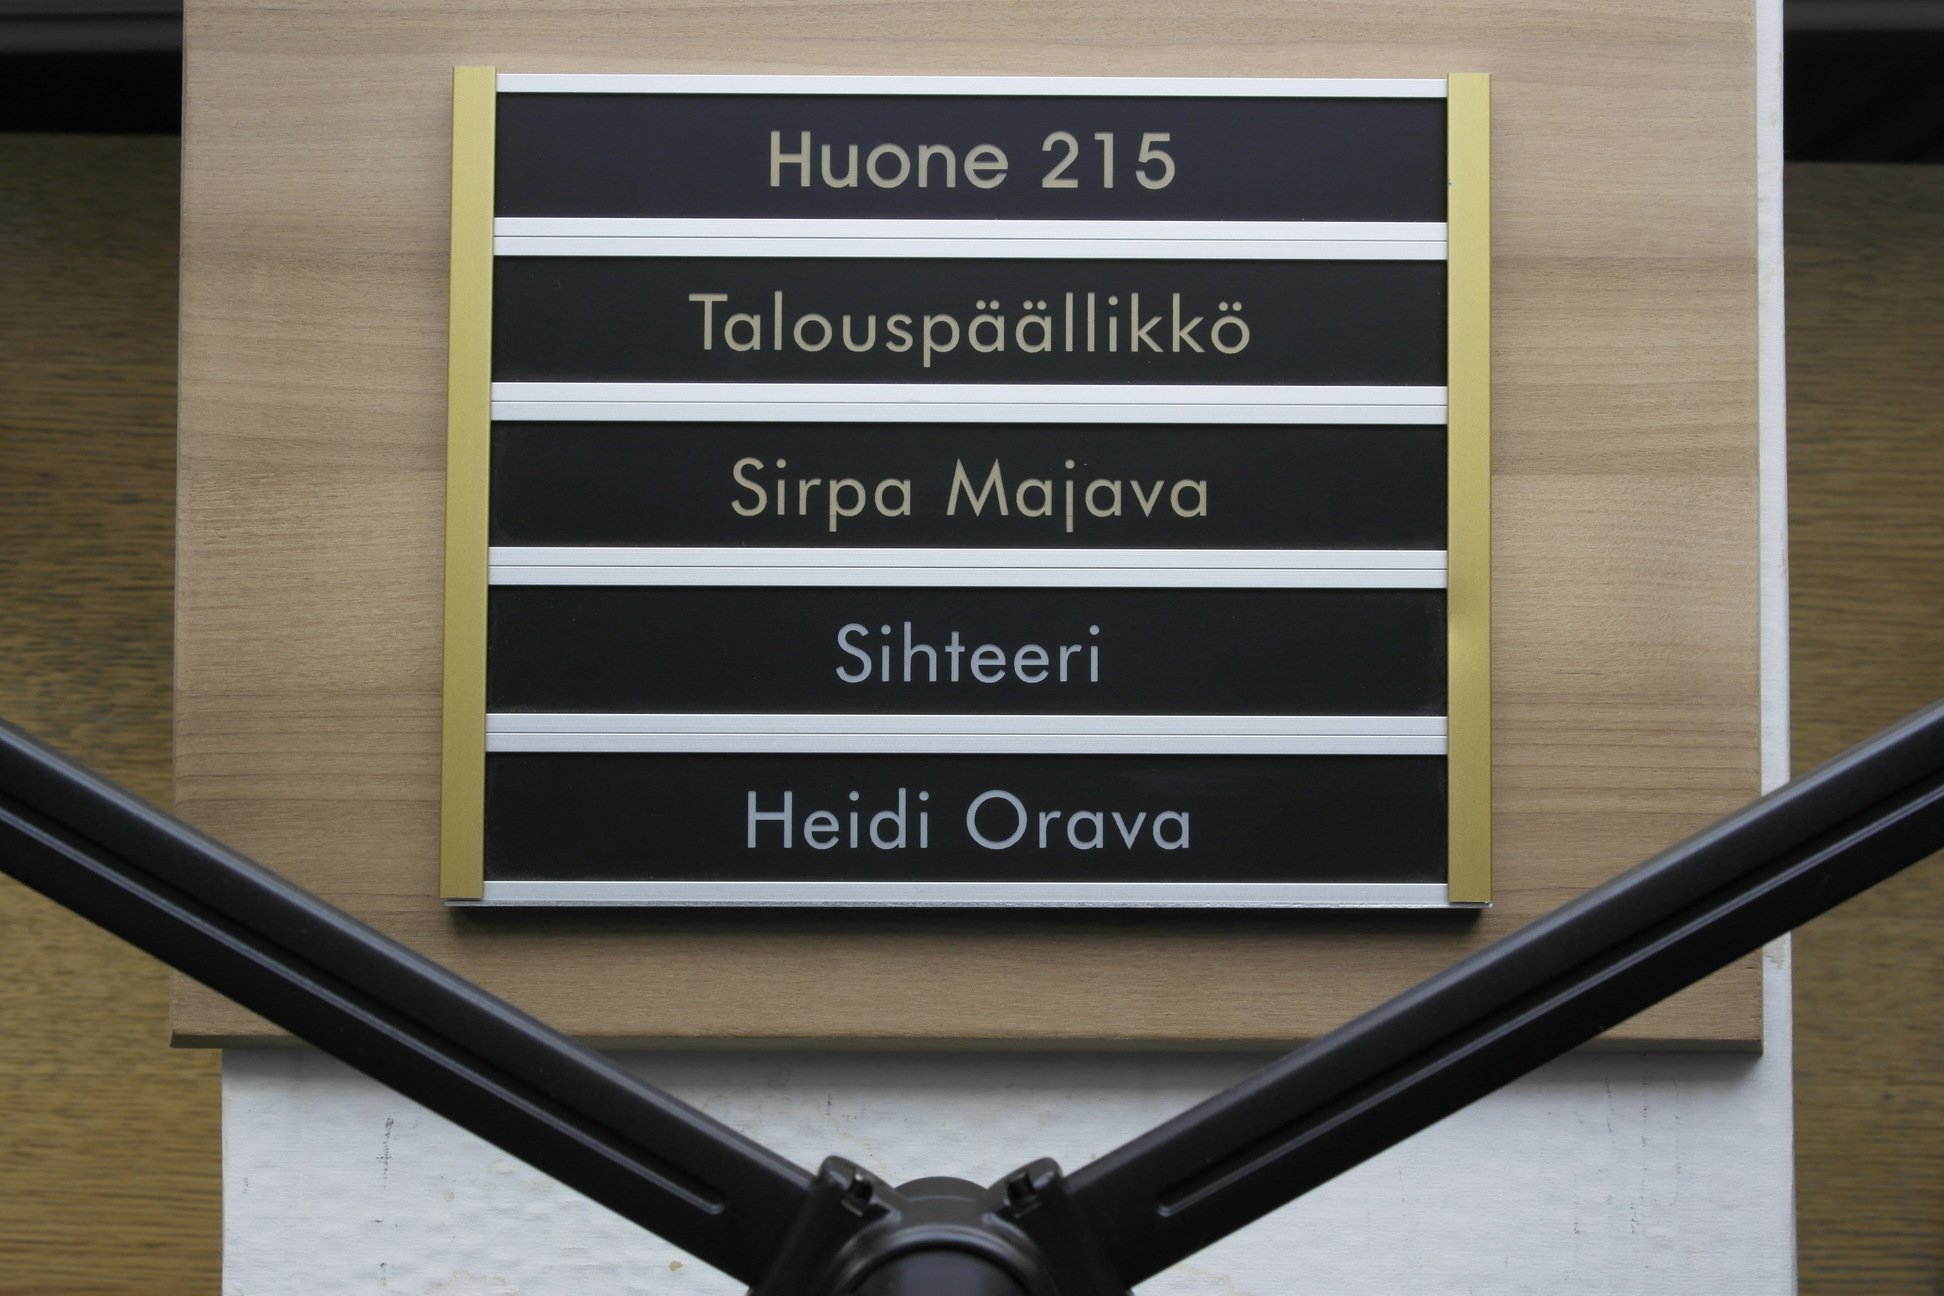 Huone 215
Talouspäällikkö
Sirpa Majava
Sihteeri
Heidi Orava